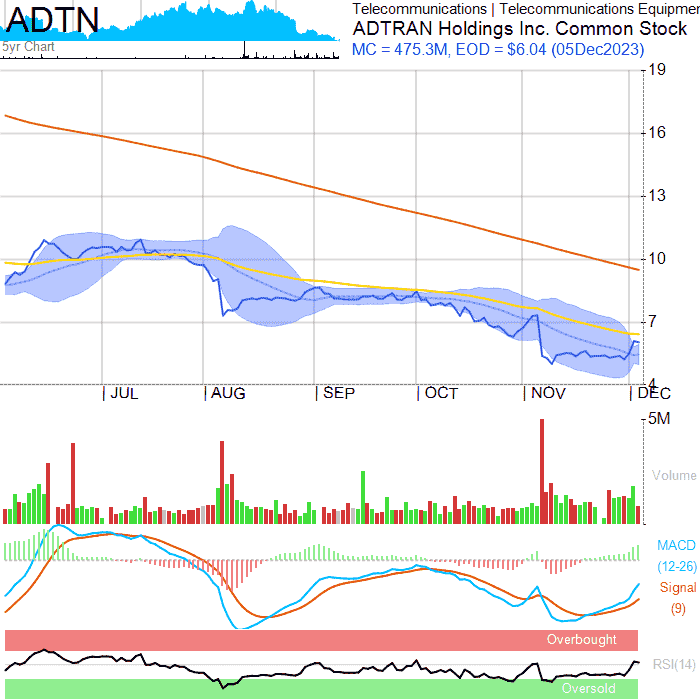 ADTN
5yr Chart
Telecommunications | Telecommunications Equipmen
ADTRAN Holdings Inc. Common Stock
MC = 475.3M, EOD = $6.04 (05Dec2023)
19
16
13
10
7
4
JUL AUG SEP OCT NOV DEC
5M
Volume
MACD
(12-26)
Signal
(9)
Overbought
RSI(14)
Oversold